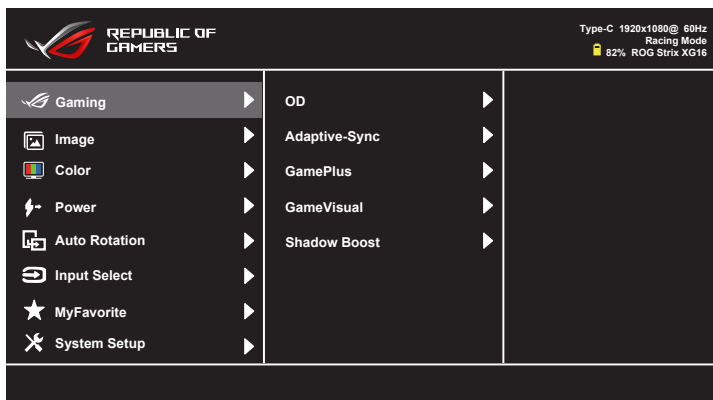 REPUBLIC OF
GAMERS
Type-C 1920x1080@ 60Hz
Racing Mode
82% ROG Strix XG16
Gaming
Image
Color
Power
Auto Rotation
Input Select
MyFavorite
System Setup
OD
Adaptive-Sync
GamePlus
GameVisual
Shadow Boost